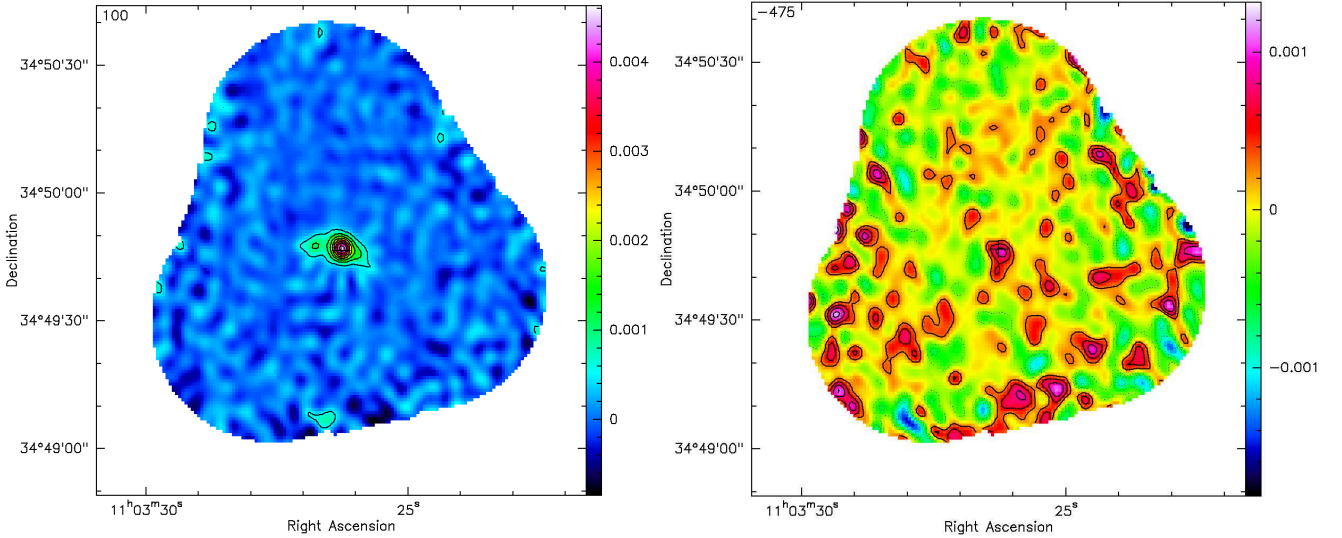 100
34°50'30''
34°50'00''
34°49'30''
34°49'00''
Declination
11ʰ03ᵐ30ˢ
25ˢ
Right Ascension
0.004
0.003
0.002
0.001
0
-475
34°50'30''
34°50'00''
34°49'30''
34°49'00''
Declination
11ʰ03ᵐ30ˢ
25ˢ
Right Ascension
0.001
0
−0.001